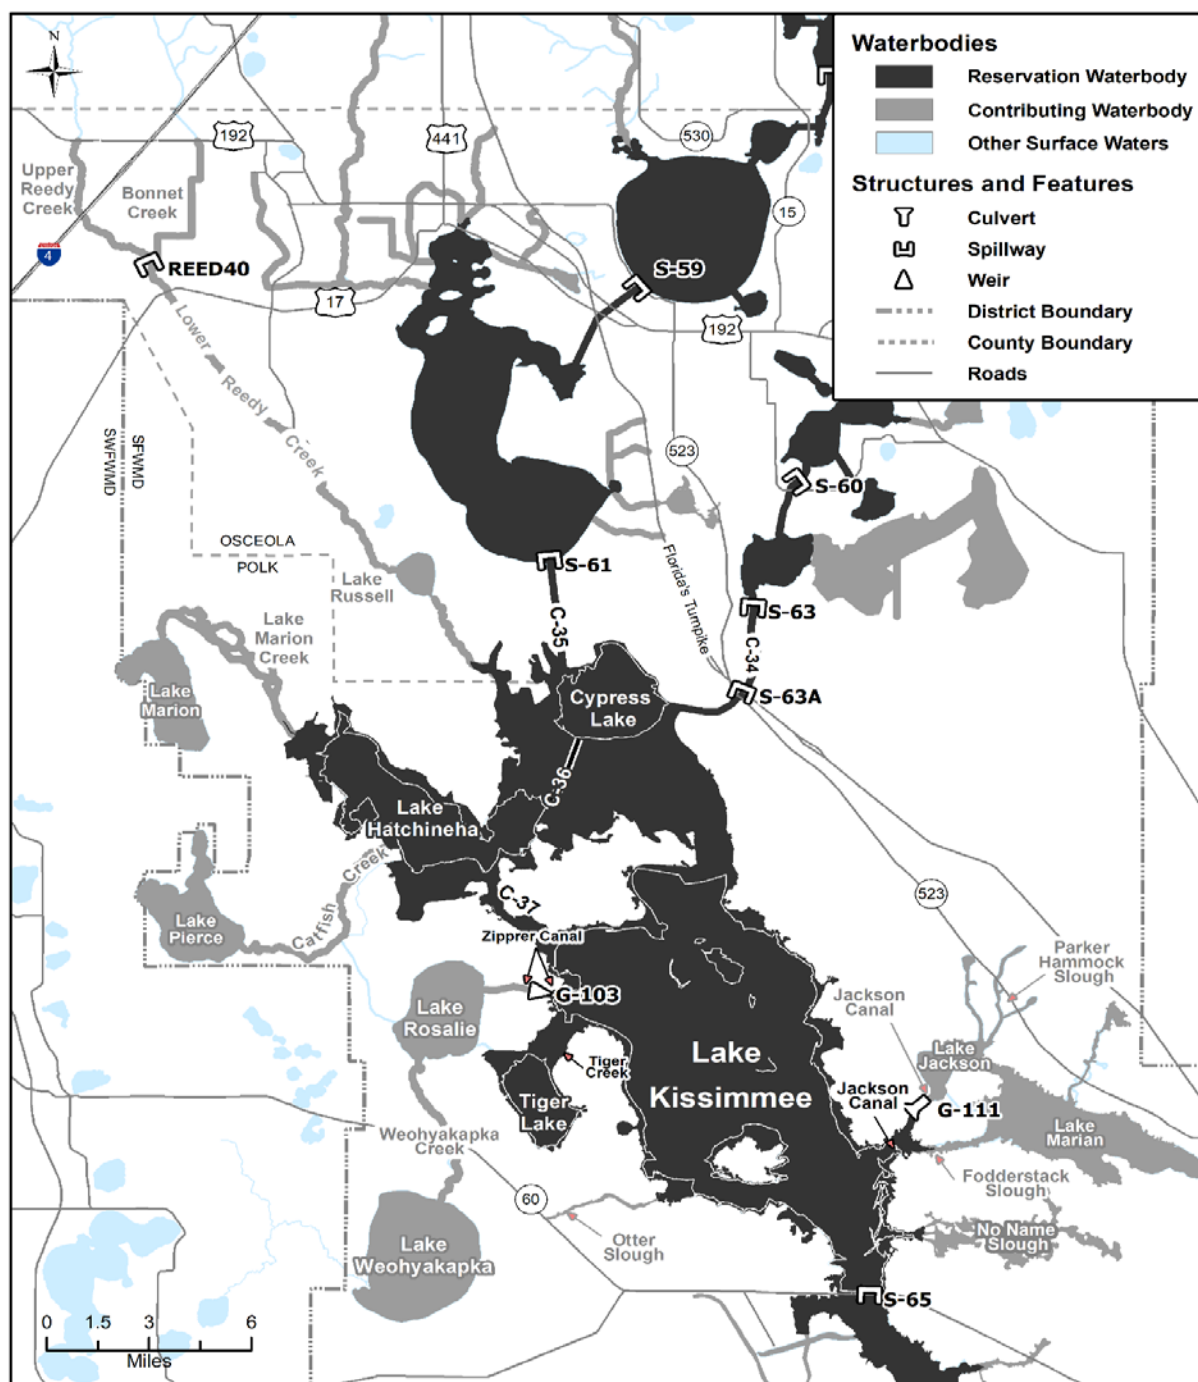 N
Waterbodies
Reservation Waterbody
Contributing Waterbody
Other Surface Waters
Structures and Features
Culvert
Spillway
Weir
District Boundary
County Boundary
Roads
192
441
530
15
Upper
Reedy
Creek
Bonnet
Creek
4
REED40
S-59
17
192
Lower
Reedy
Creek
523
S-60
SWFWMD
SFWMD
OSCEOLA
POLK
S-61
Florida's Turnpike
Lake
Russell
S-63
C-35
C-34
Lake
Marion
Creek
Lake
Marion
Cypress
Lake
S-63A
C-36
Lake
Hatchineha
Catfish
Creek
C-37
523
Lake
Pierce
Zipprer Canal
Parker
Hammock
Slough
G-103
Jackson
Canal
Lake
Rosalie
Lake
Kissimmee
Lake
Jackson
Tiger
Creek
Jackson
Canal
G-111
Tiger
Lake
Lake
Marian
Weohyakapka
Creek
Fodderstack
Slough
60
Otter
Slough
No Name
Slough
Lake
Weohyakapka
S-65
0 1.5 3 6
Miles